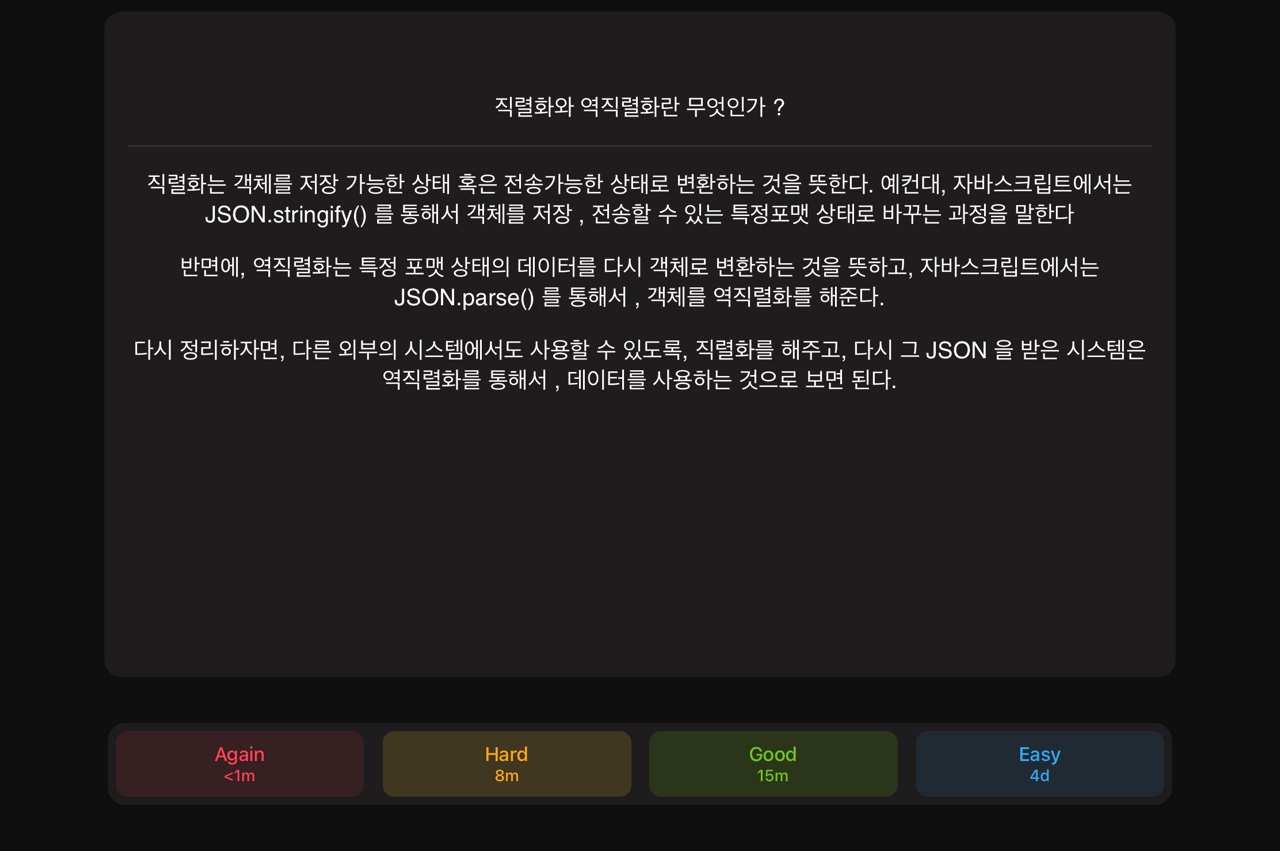 직렬화와 역직렬화란 무엇인가 ?
직렬화는 객체를 저장 가능한 상태 혹은 전송가능한 상태로 변환하는 것을 뜻한다. 예컨대, 자바스크립트에서는
JSON.stringify() 를 통해서 객체를 저장 , 전송할 수 있는 특정포맷 상태로 바꾸는 과정을 말한다
반면에, 역직렬화는 특정 포맷 상태의 데이터를 다시 객체로 변환하는 것을 뜻하고, 자바스크립트에서는
JSON.parse() 를 통해서 , 객체를 역직렬화를 해준다.
다시 정리하자면, 다른 외부의 시스템에서도 사용할 수 있도록, 직렬화를 해주고, 다시 그 JSON 을 받은 시스템은
역직렬화를 통해서 , 데이터를 사용하는 것으로 보면 된다.
Again
<1m
Hard
8m
Good
15m
Easy
4d